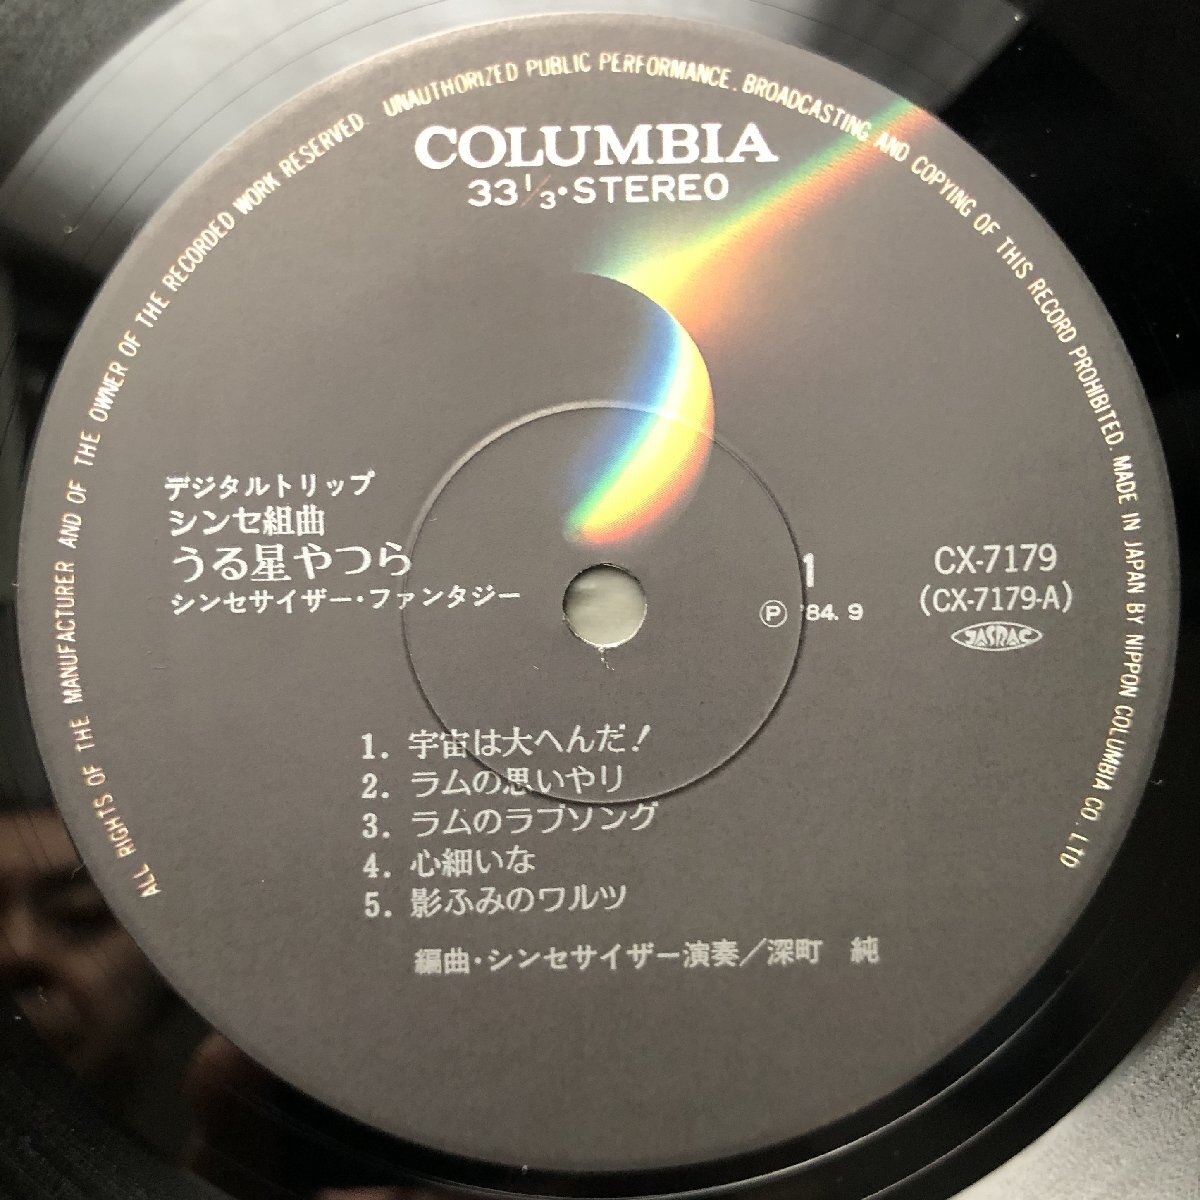 ALL RIGHTS OF THE MANUFACTURER AND OF THE OWNER OF THE RECORDED WORK RESERVED. UNAUTHORIZED PUBLIC PERFORMANCE. BROADCASTING AND COPYING OF THIS RECORD PROHIBITED. MADE IN JAPAN BY NIPPON COLUMBIA CO. LTD
COLUMBIA
33⅓・STEREO
デジタルトリップ
シンセ組曲
うる星やつら
シンセサイザー・ファンタジー
1
Ⓟ '84. 9
CX-7179
(CX-7179-A)
JASRAC
1. 宇宙は大へんだ!
2. ラムの思いやり
3. ラムのラブソング
4. 心細いな
5. 影ふみのワルツ
編曲・シンセサイザー演奏/深町 純